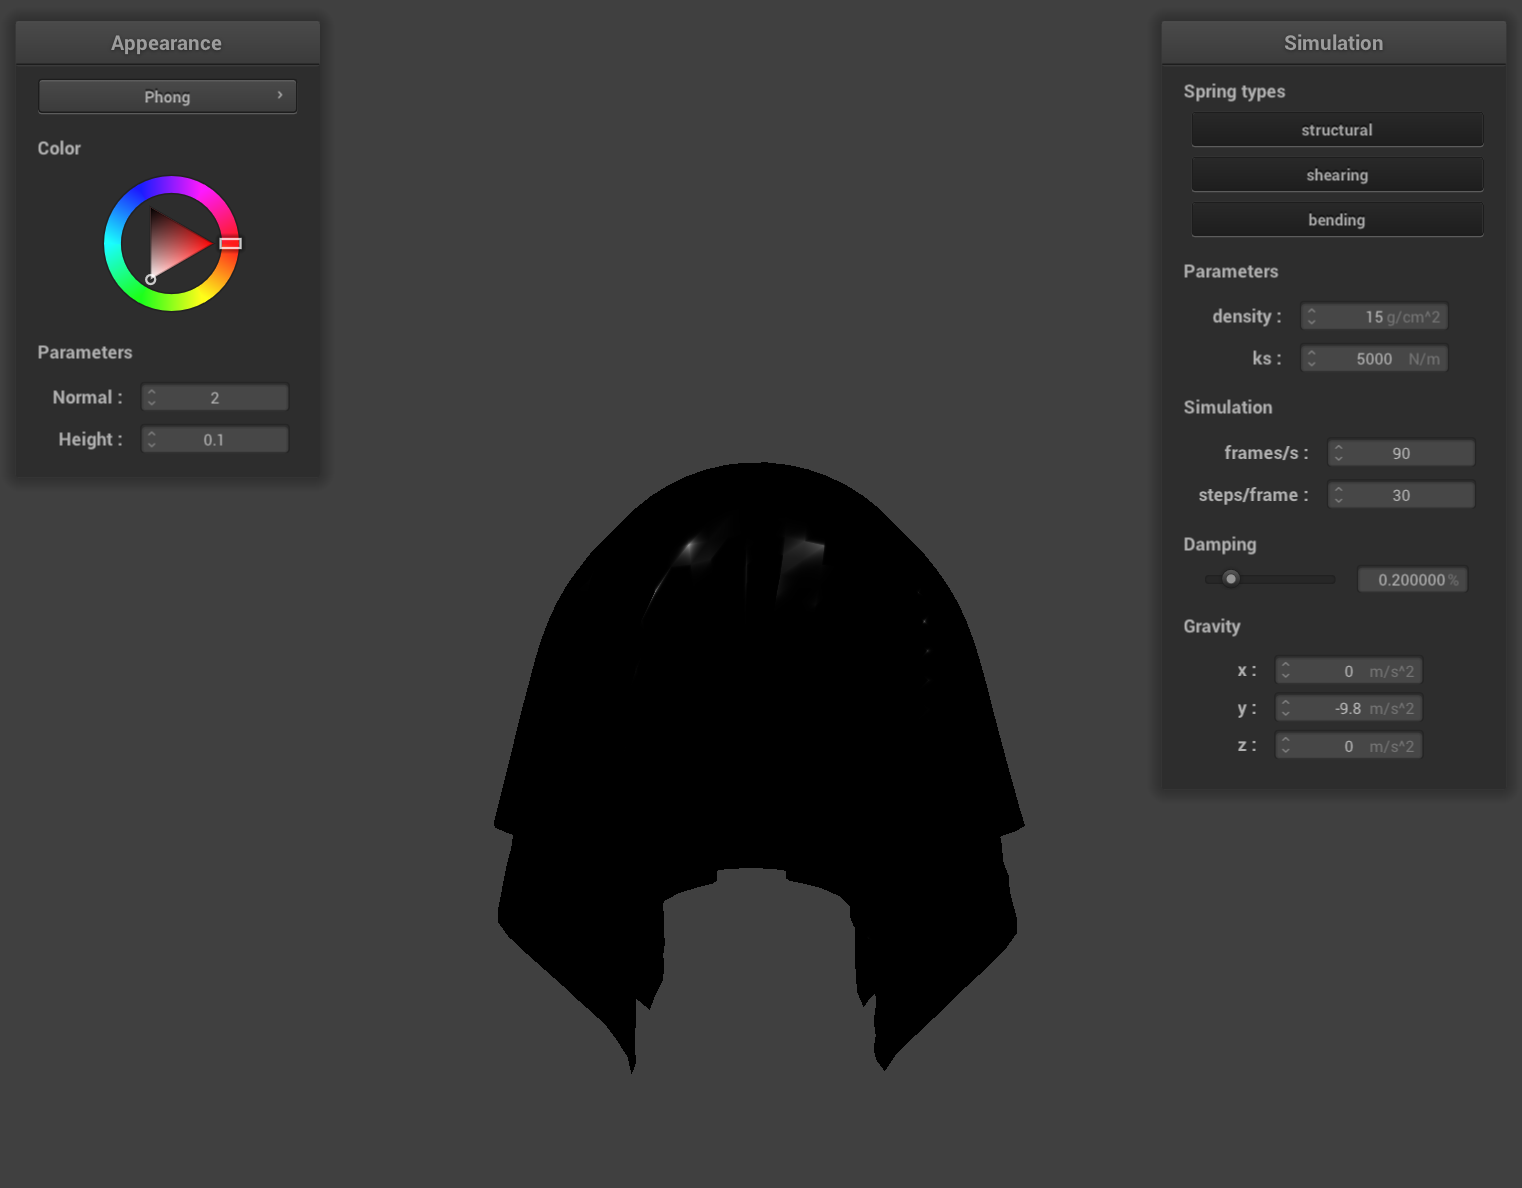 Appearance
Phong
Color
Parameters
Normal : 2
Height : 0.1
Simulation
Spring types
structural
shearing
bending
Parameters
density : 15 g/cm^2
ks : 5000 N/m
Simulation
frames/s : 90
steps/frame : 30
Damping
0.200000 %
Gravity
x : 0 m/s^2
y : -9.8 m/s^2
z : 0 m/s^2